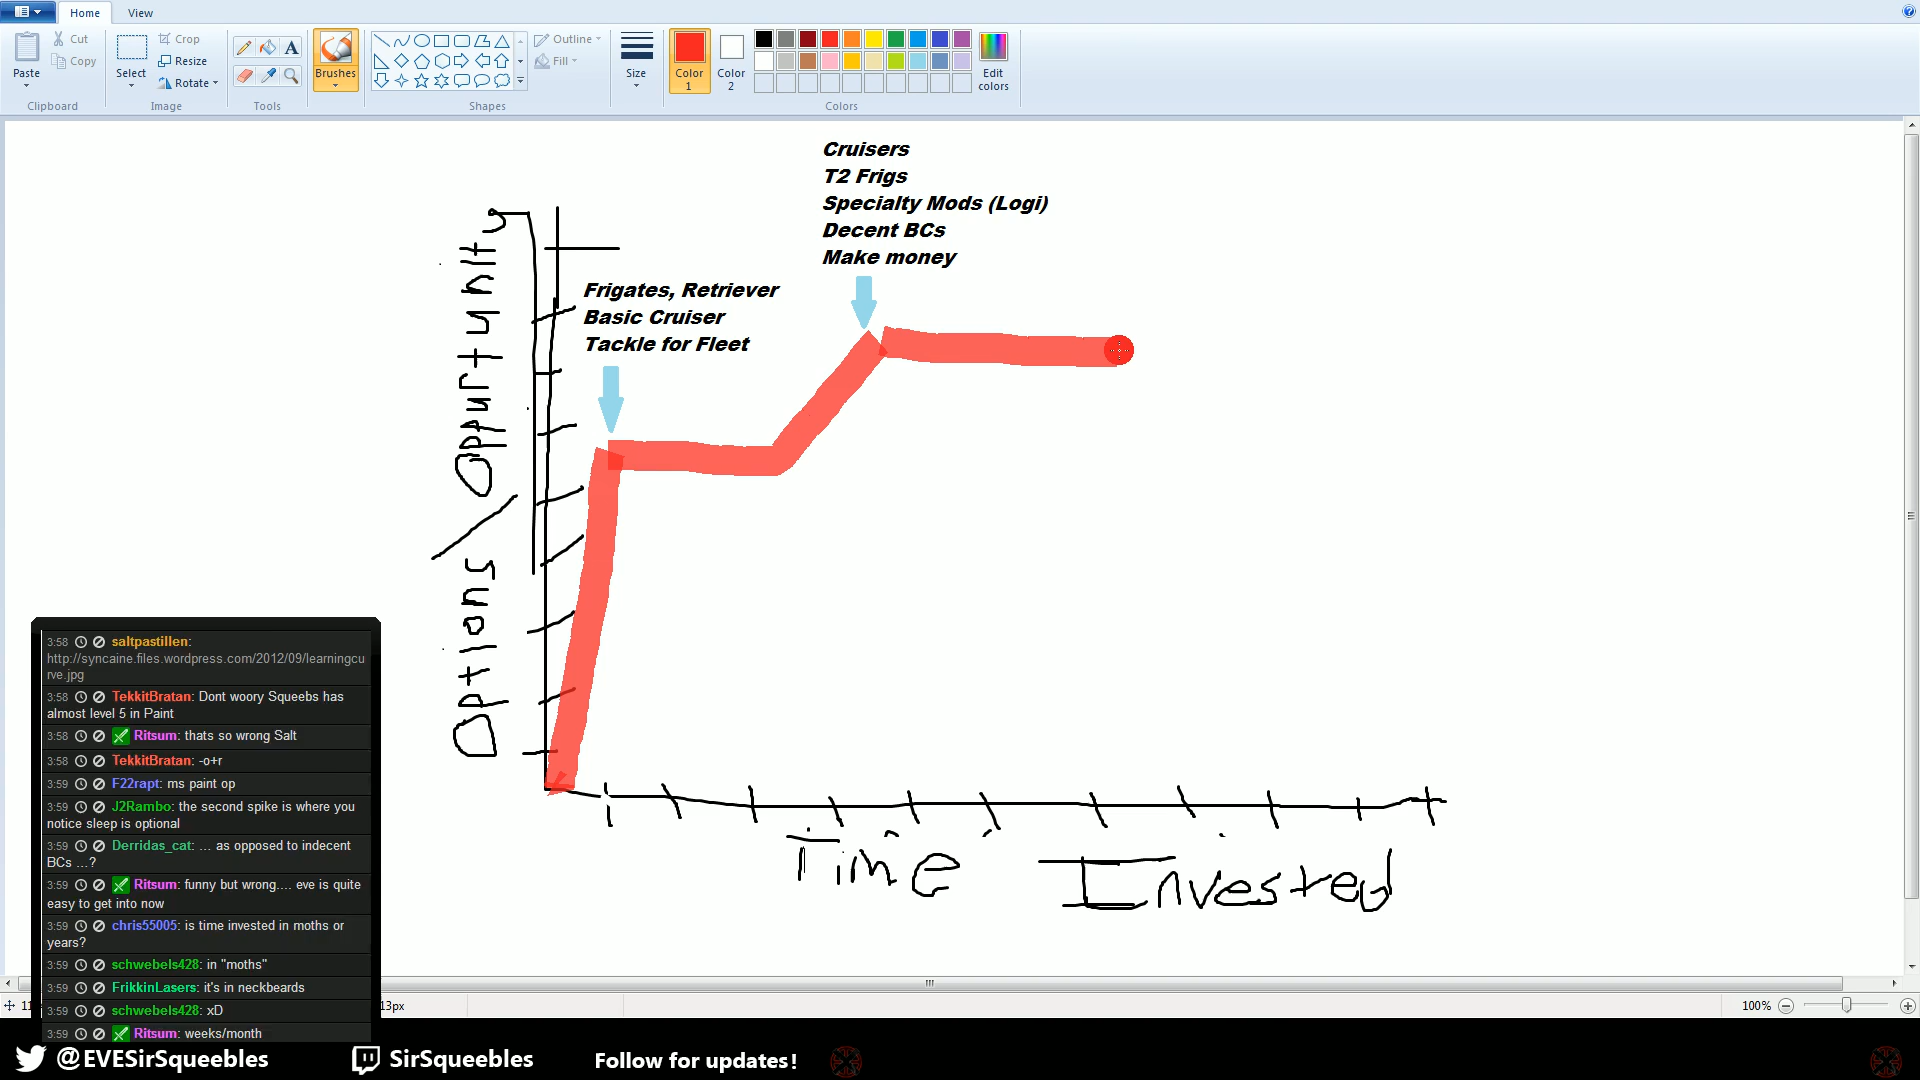 Home
View
Paste
Cut
Copy
Clipboard
Select
Crop
Resize
Rotate
Image
A
Tools
Brushes
Outline
Fill
Shapes
Size
Color 1
Color 2
Edit colors
Colors
Cruisers
T2 Frigs
Specialty Mods (Logi)
Decent BCs
Make money
Frigates, Retriever
Basic Cruiser
Tackle for Fleet
Options / Oppurtunity
Time Invested
3:58 saltpastillen:
http://syncaine.files.wordpress.com/2012/09/learningcu
rve.jpg
3:58 TekkitBratan: Dont woory Squeebs has
almost level 5 in Paint
3:58 Ritsum: thats so wrong Salt
3:58 TekkitBratan: -o+r
3:59 F22rapt: ms paint op
3:59 J2Rambo: the second spike is where you
notice sleep is optional
3:59 Derridas_cat: ... as opposed to indecent
BCs ...?
3:59 Ritsum: funny but wrong.... eve is quite
easy to get into now
3:59 chris55005: is time invested in moths or
years?
3:59 schwebels428: in "moths"
3:59 FrikkinLasers: it's in neckbeards
3:59 schwebels428: xD
3:59 Ritsum: weeks/month
13px
100%
@EVESirSqueebles
SirSqueebles
Follow for updates!